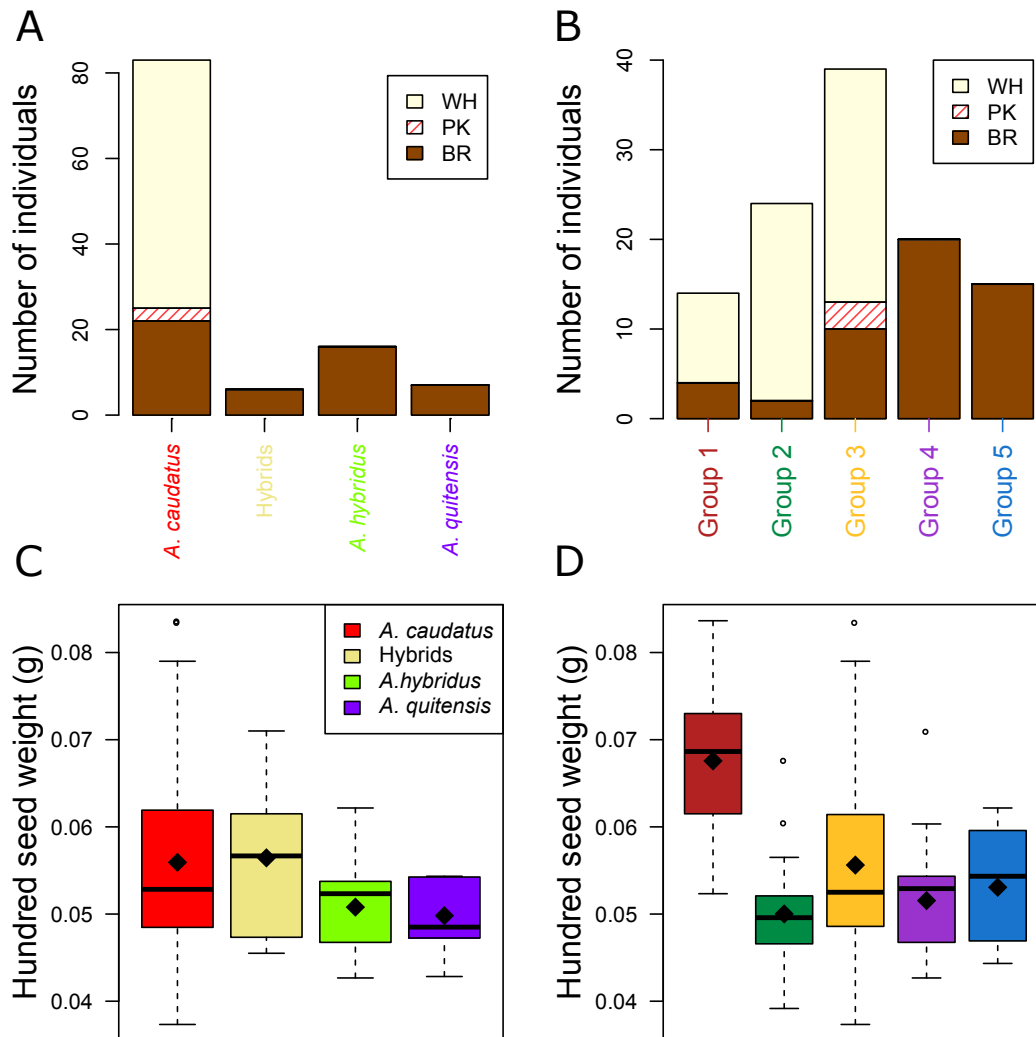 A
Number of individuals
80
60
40
20
0
WH
PK
BR
A. caudatus
Hybrids
A. hybridus
A. quitensis
B
Number of individuals
40
30
20
10
0
WH
PK
BR
Group 1
Group 2
Group 3
Group 4
Group 5
C
Hundred seed weight (g)
0.08
0.07
0.06
0.05
0.04
A. caudatus
Hybrids
A.hybridus
A. quitensis
D
Hundred seed weight (g)
0.08
0.07
0.06
0.05
0.04